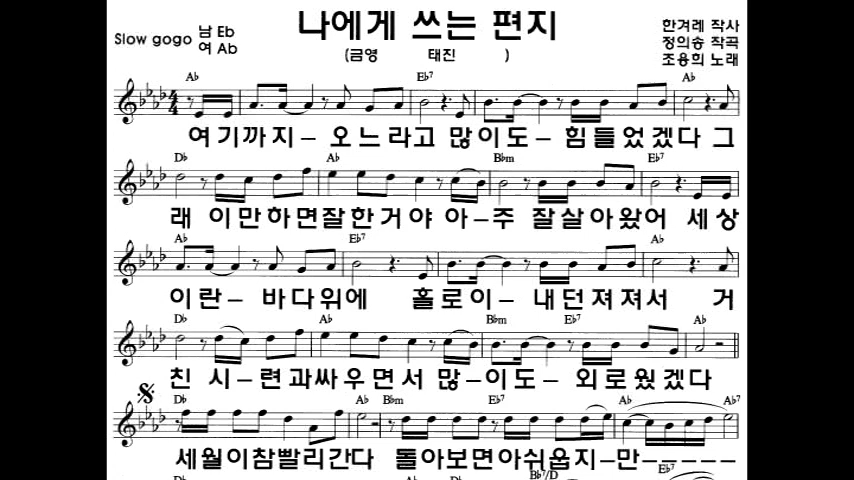 나에게 쓰는 편지
Slow gogo 남 Eb
여 Ab
(금영 태진 )
한겨레 작사
정의송 작곡
조용희 노래
Ab Eb7 Ab
여기까지– 오느라고 많이도– 힘들었겠다 그
Db Ab Bbm Eb7
래 이만하면잘한거야 아–주 잘살아왔어 세상
Ab Eb7 Ab
이란– 바다위에 홀로이– 내던져져서 거
Db Ab Bbm Eb7 Ab
친 시–련과싸우면서 많–이도– 외로웠겠다
Db Ab Bbm Eb7 Ab Ab7
세월이참빨리간다 돌아보면아쉬웁지–만–––––
Bb7/D Eb7